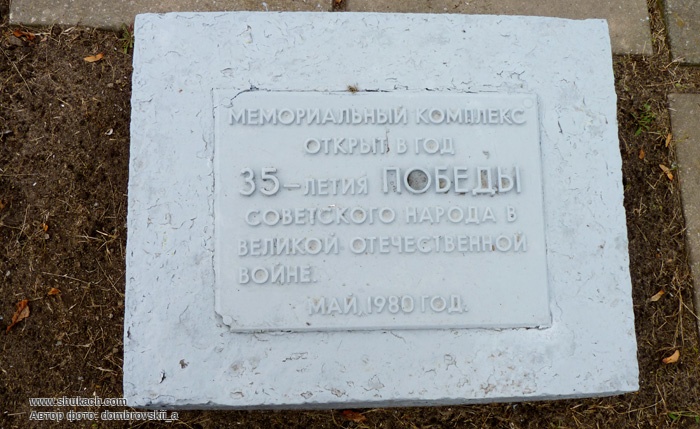 МЕМОРИАЛЬНЫЙ КОМПЛЕКС
ОТКРЫТ В ГОД
35-ЛЕТИЯ ПОБЕДЫ
СОВЕТСКОГО НАРОДА В
ВЕЛИКОЙ ОТЕЧЕСТВЕННОЙ
ВОЙНЕ.
МАЙ, 1980 ГОД.
www.shukach.com
Автор фото: dombrovskii_a